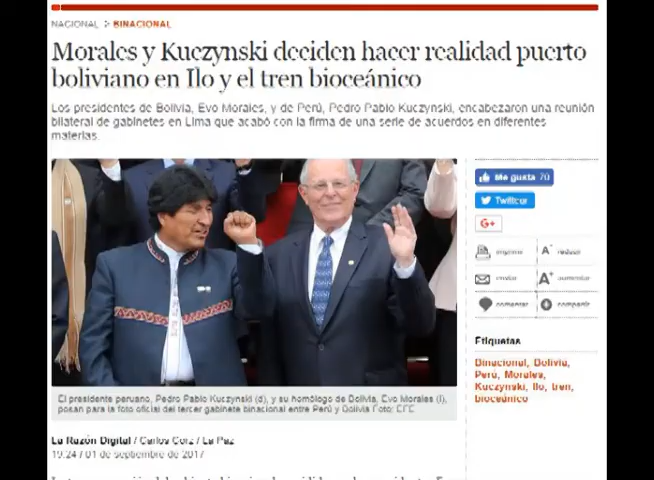 NACIONAL > BINACIONAL
Morales y Kuczynski deciden hacer realidad puerto
boliviano en Ilo y el tren bioceánico
Los presidentes de Bolivia, Evo Morales, y de Perú, Pedro Pablo Kuczynski, encabezaron una reunión
bilateral de gabinetes en Lima que acabó con la firma de una serie de acuerdos en diferentes
materias.
Me gusta 70
Twittear
G+
imprimir
A- reducir
enviar
A+ aumentar
comentar
compartir
Etiquetas
Binacional, Bolivia,
Perú, Morales,
Kuczynski, Ilo, tren,
bioceánico
El presidente peruano, Pedro Pablo Kuczynski (d), y su homólogo de Bolivia, Evo Morales (i),
posan para la foto oficial del tercer gabinete binacional entre Perú y Bolivia Foto: EFE
La Razón Digital / Carlos Corz / La Paz
19:24 / 01 de septiembre de 2017